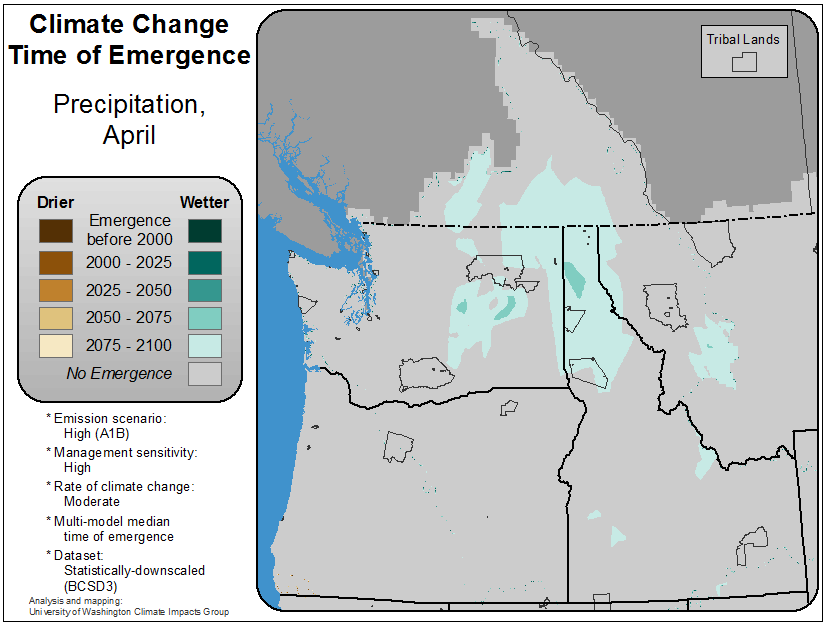 Climate Change
Time of Emergence
Precipitation,
April
Drier
Wetter
Emergence
before 2000
2000 - 2025
2025 - 2050
2050 - 2075
2075 - 2100
No Emergence
* Emission scenario:
High (A1B)
* Management sensitivity:
High
* Rate of climate change:
Moderate
* Multi-model median
time of emergence
* Dataset:
Statistically-downscaled
(BCSD3)
Analysis and mapping:
University of Washington Climate Impacts Group
Tribal Lands